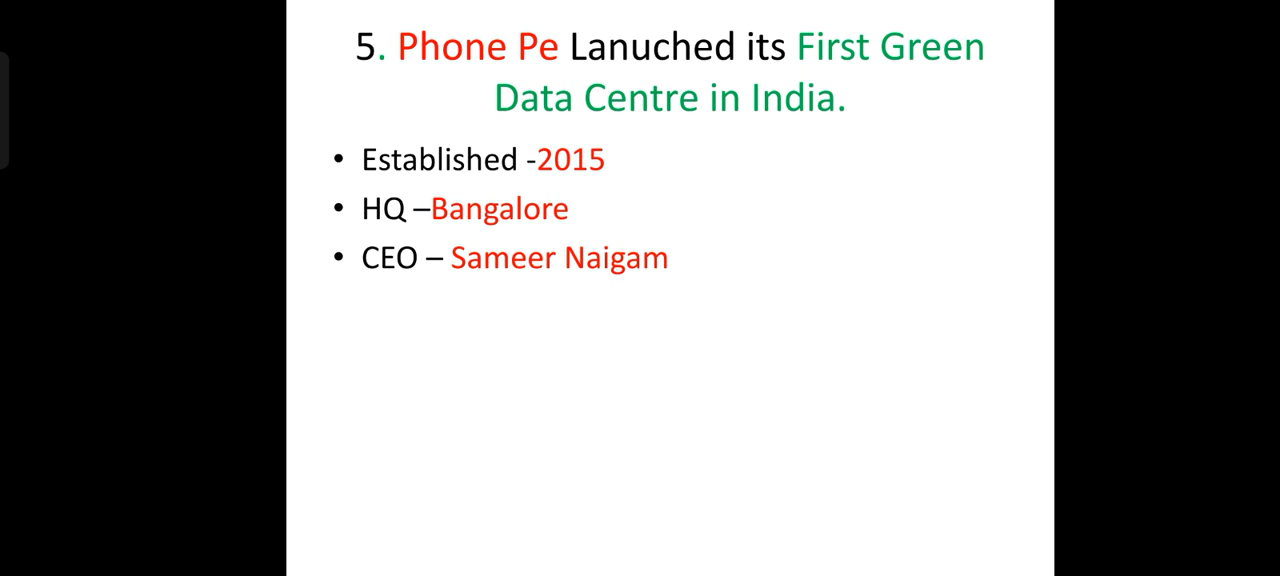 5. Phone Pe Lanuched its First Green
Data Centre in India.
• Established -2015
• HQ –Bangalore
• CEO – Sameer Naigam